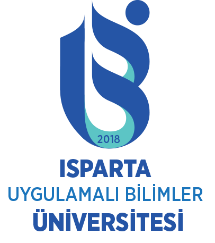 2018
ISPARTA
UYGULAMALI BİLİMLER
ÜNİVERSİTESİ